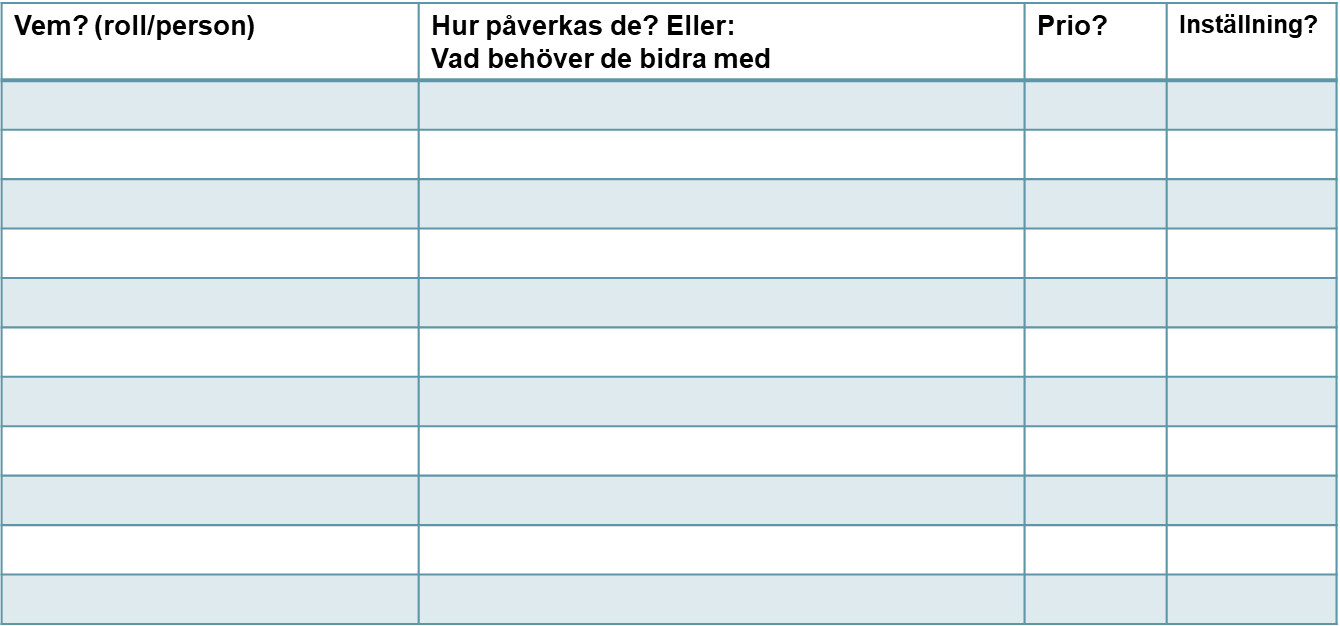 Vem? (roll/person)
Hur påverkas de? Eller:
Vad behöver de bidra med
Prio?
Inställning?